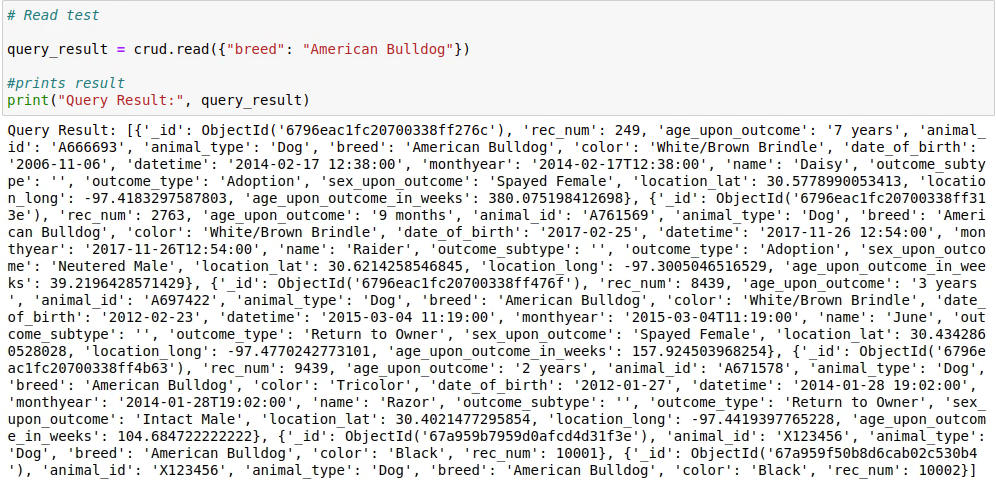 # Read test
query_result = crud.read({"breed": "American Bulldog"})
#prints result
print("Query Result:", query_result)
Query Result: [{'_id': ObjectId('6796eac1fc20700338ff276c'), 'rec_num': 249, 'age_upon_outcome': '7 years', 'animal_
id': 'A666693', 'animal_type': 'Dog', 'breed': 'American Bulldog', 'color': 'White/Brown Brindle', 'date_of_birth':
'2006-11-06', 'datetime': '2014-02-17 12:38:00', 'monthyear': '2014-02-17T12:38:00', 'name': 'Daisy', 'outcome_subty
pe': '', 'outcome_type': 'Adoption', 'sex_upon_outcome': 'Spayed Female', 'location_lat': 30.5778990053413, 'locatio
n_long': -97.4183297587803, 'age_upon_outcome_in_weeks': 380.075198412698}, {'_id': ObjectId('6796eac1fc20700338ff31
3e'), 'rec_num': 2763, 'age_upon_outcome': '9 months', 'animal_id': 'A761569', 'animal_type': 'Dog', 'breed': 'Ameri
can Bulldog', 'color': 'White/Brown Brindle', 'date_of_birth': '2017-02-25', 'datetime': '2017-11-26 12:54:00', 'mon
thyear': '2017-11-26T12:54:00', 'name': 'Raider', 'outcome_subtype': '', 'outcome_type': 'Adoption', 'sex_upon_outco
me': 'Neutered Male', 'location_lat': 30.6214258546845, 'location_long': -97.3005046516529, 'age_upon_outcome_in_wee
ks': 39.2196428571429}, {'_id': ObjectId('6796eac1fc20700338ff476f'), 'rec_num': 8439, 'age_upon_outcome': '3 years
', 'animal_id': 'A697422', 'animal_type': 'Dog', 'breed': 'American Bulldog', 'color': 'White/Brown Brindle', 'date_
of_birth': '2012-02-23', 'datetime': '2015-03-04 11:19:00', 'monthyear': '2015-03-04T11:19:00', 'name': 'June', 'out
come_subtype': '', 'outcome_type': 'Return to Owner', 'sex_upon_outcome': 'Spayed Female', 'location_lat': 30.434286
0528028, 'location_long': -97.4770242773101, 'age_upon_outcome_in_weeks': 157.924503968254}, {'_id': ObjectId('6796e
ac1fc20700338ff4b63'), 'rec_num': 9439, 'age_upon_outcome': '2 years', 'animal_id': 'A671578', 'animal_type': 'Dog',
'breed': 'American Bulldog', 'color': 'Tricolor', 'date_of_birth': '2012-01-27', 'datetime': '2014-01-28 19:02:00',
'monthyear': '2014-01-28T19:02:00', 'name': 'Razor', 'outcome_subtype': '', 'outcome_type': 'Return to Owner', 'sex_
upon_outcome': 'Intact Male', 'location_lat': 30.4021477295854, 'location_long': -97.4419397765228, 'age_upon_outcom
e_in_weeks': 104.684722222222}, {'_id': ObjectId('67a959b7959d0afcd4d31f3e'), 'animal_id': 'X123456', 'animal_type':
'Dog', 'breed': 'American Bulldog', 'color': 'Black', 'rec_num': 10001}, {'_id': ObjectId('67a959f50b8d6cab02c530b4
'), 'animal_id': 'X123456', 'animal_type': 'Dog', 'breed': 'American Bulldog', 'color': 'Black', 'rec_num': 10002}]